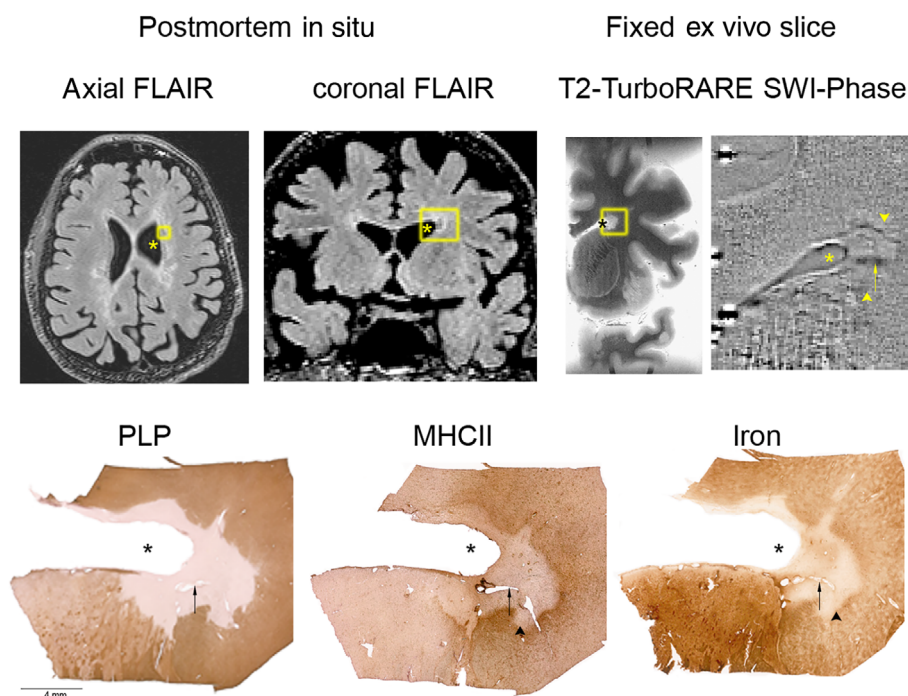 Postmortem in situ
Fixed ex vivo slice
Axial FLAIR
coronal FLAIR
T2-TurboRARE SWI-Phase
*
*
*
*
PLP
MHCII
Iron
*
*
*
4 mm